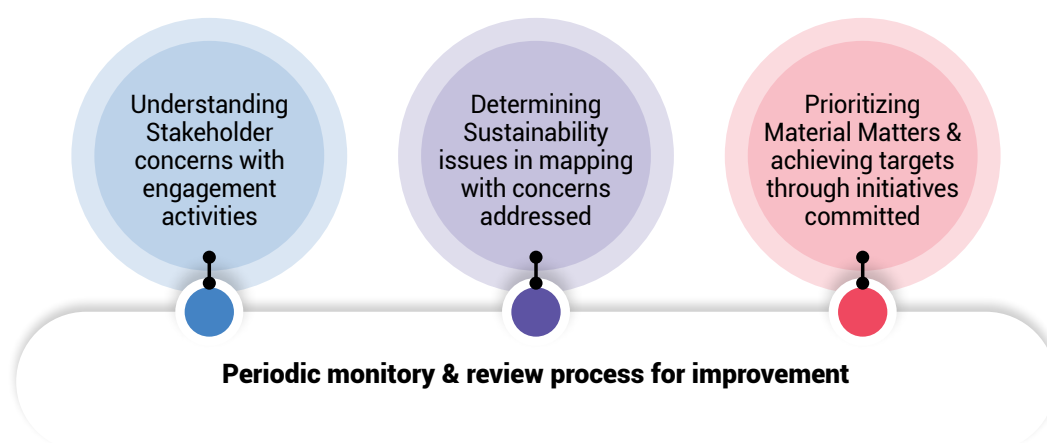 Understanding
Stakeholder
concerns with
engagement
activities
Determining
Sustainability
issues in mapping
with concerns
addressed
Prioritizing
Material Matters &
achieving targets
through initiatives
committed
Periodic monitory & review process for improvement